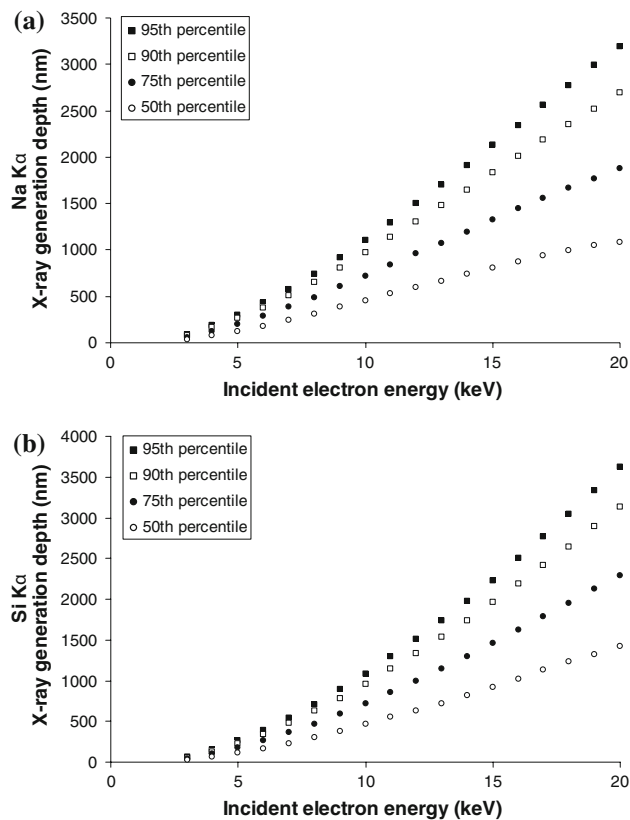 (a)
3500
3000
2500
2000
1500
1000
500
0
Na Kα
X-ray generation depth (nm)
95th percentile
90th percentile
75th percentile
50th percentile
0 5 10 15 20
Incident electron energy (keV)
(b)
4000
3500
3000
2500
2000
1500
1000
500
0
Si Kα
X-ray generation depth (nm)
95th percentile
90th percentile
75th percentile
50th percentile
0 5 10 15 20
Incident electron energy (keV)